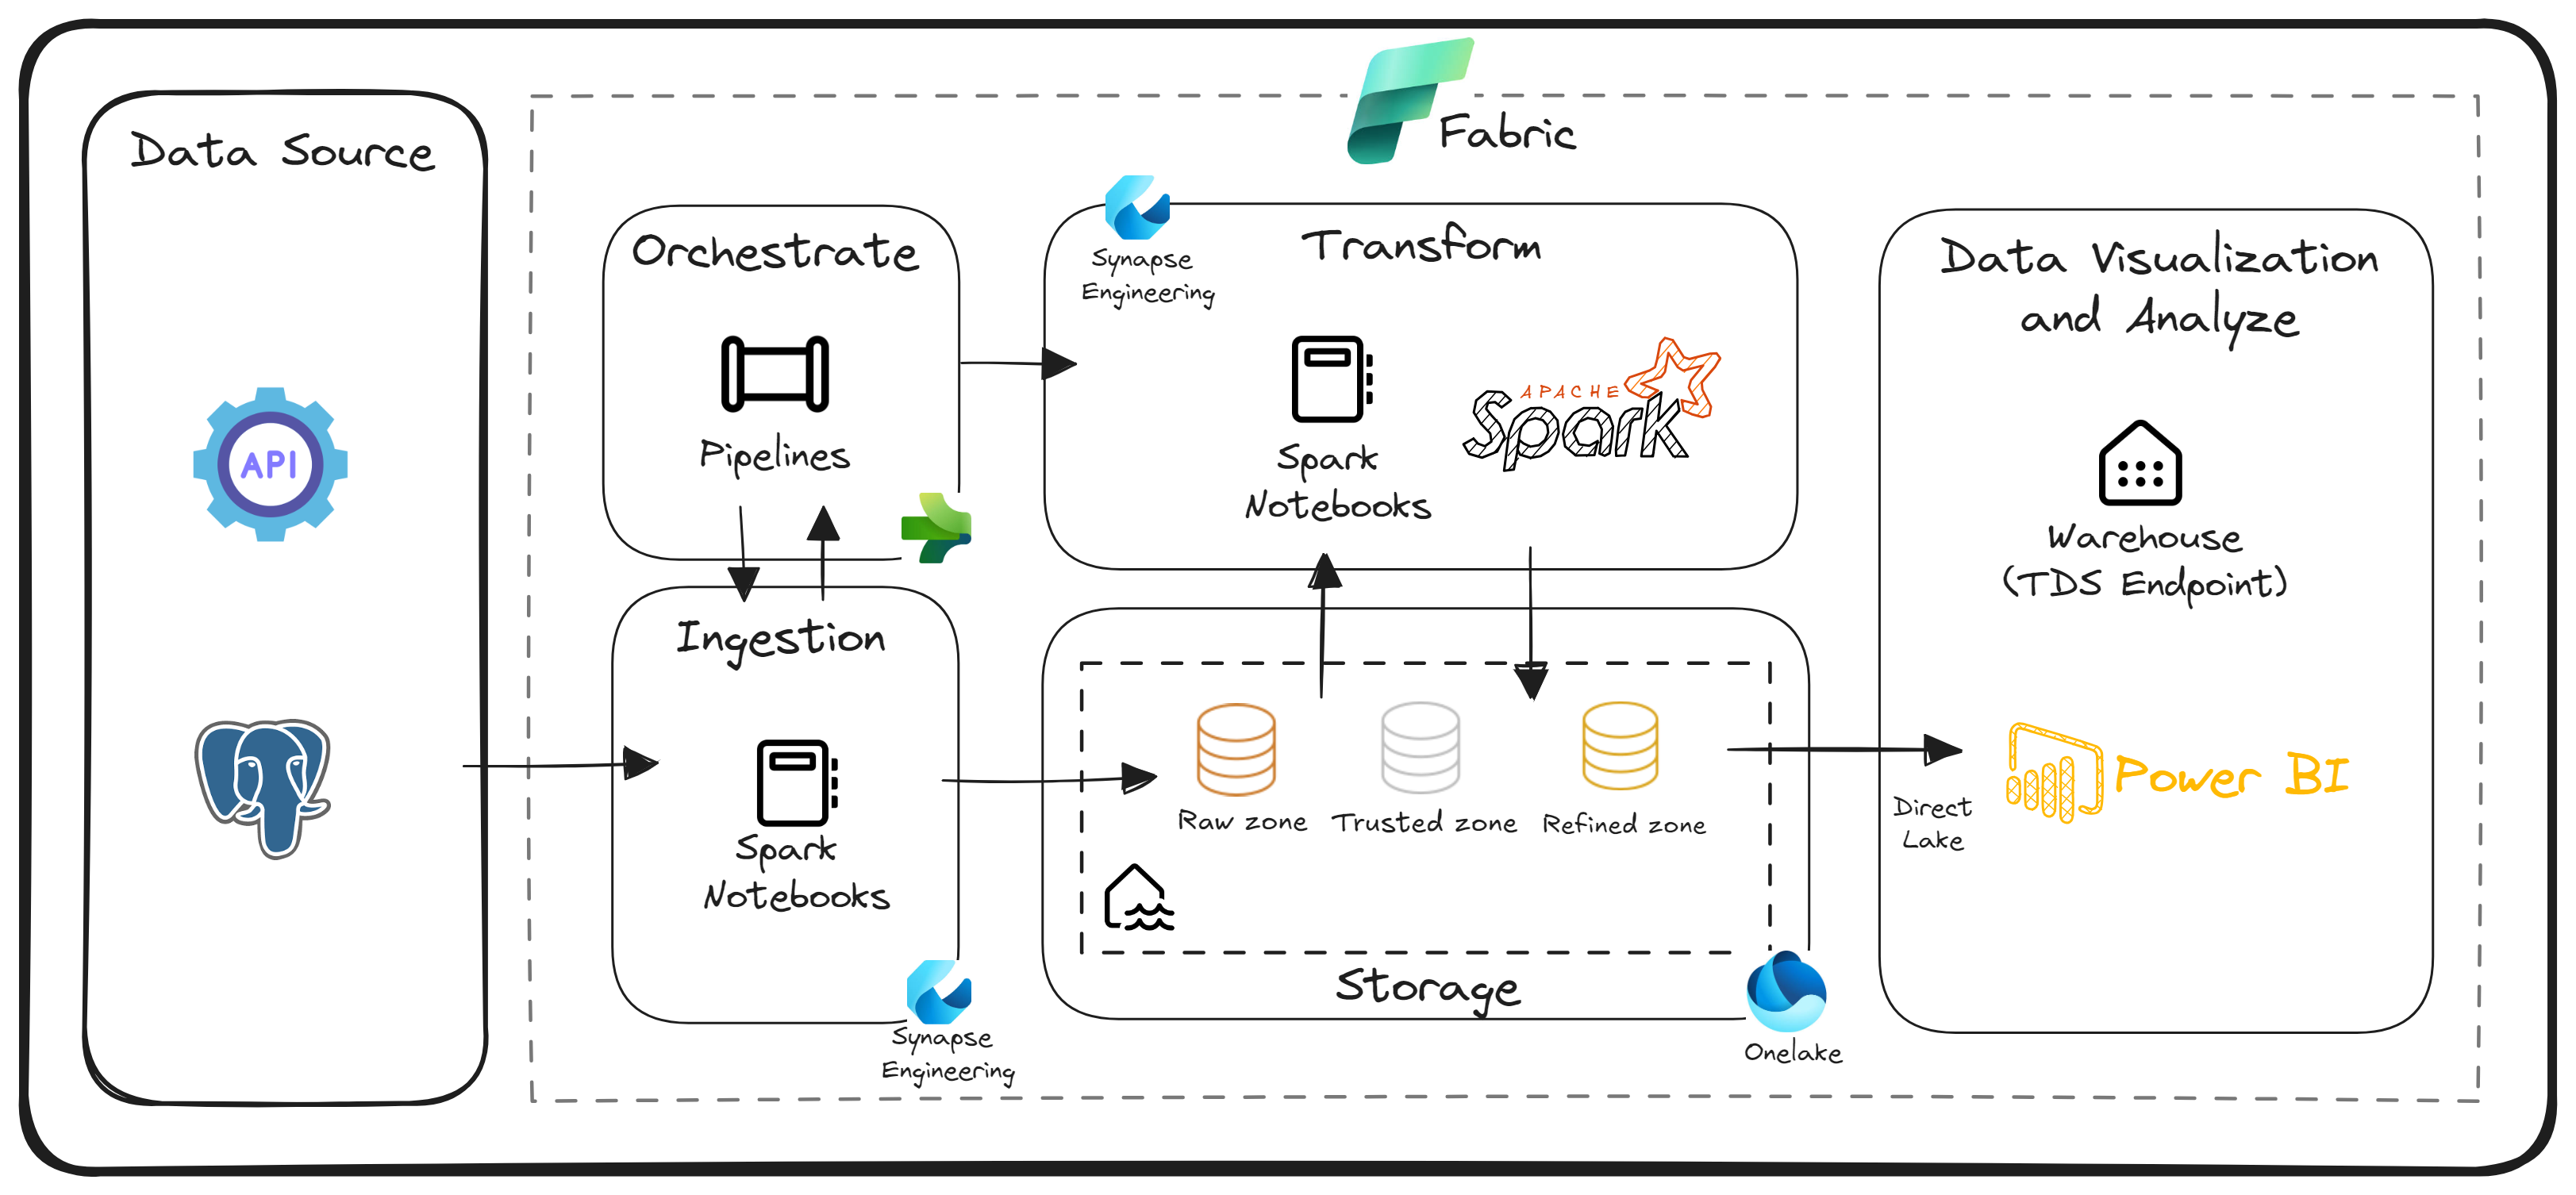 Fabric
Data Source
API
Orchestrate
Pipelines
Ingestion
Spark
Notebooks
Synapse
Engineering
Synapse
Engineering
Transform
Spark
Notebooks
APACHE
Spark
Raw zone
Trusted zone
Refined zone
Storage
Onelake
Data Visualization
and Analyze
Warehouse
(TDS Endpoint)
Direct
Lake
Power BI